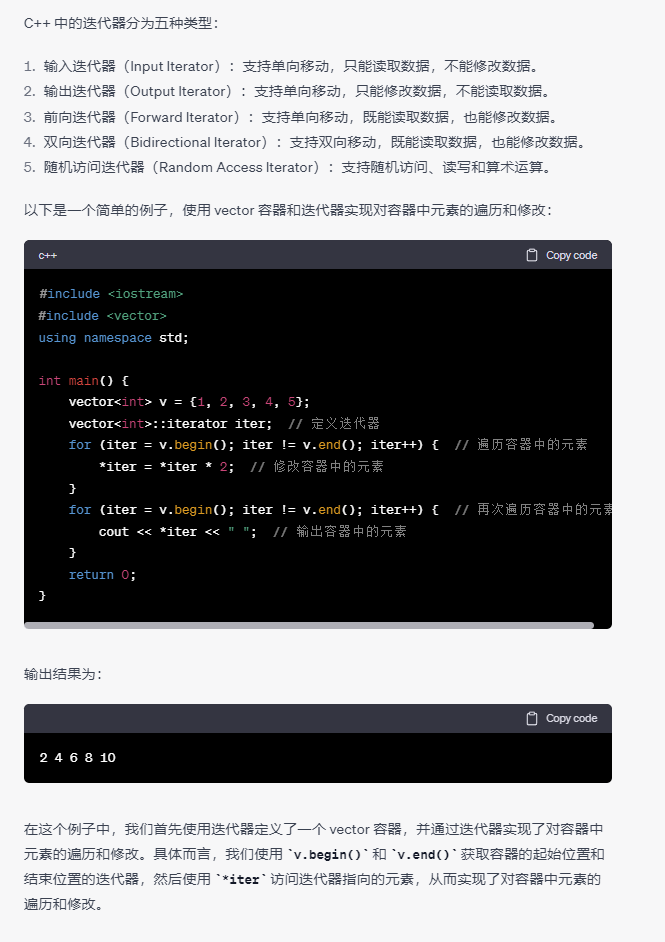 C++ 中的迭代器分为五种类型：
1. 输入迭代器（Input Iterator）：支持单向移动，只能读取数据，不能修改数据。
2. 输出迭代器（Output Iterator）：支持单向移动，只能修改数据，不能读取数据。
3. 前向迭代器（Forward Iterator）：支持单向移动，既能读取数据，也能修改数据。
4. 双向迭代器（Bidirectional Iterator）：支持双向移动，既能读取数据，也能修改数据。
5. 随机访问迭代器（Random Access Iterator）：支持随机访问、读写和算术运算。
以下是一个简单的例子，使用 vector 容器和迭代器实现对容器中元素的遍历和修改：
c++ Copy code
#include <iostream>
#include <vector>
using namespace std;
int main() {
    vector<int> v = {1, 2, 3, 4, 5};
    vector<int>::iterator iter;  // 定义迭代器
    for (iter = v.begin(); iter != v.end(); iter++) {  // 遍历容器中的元素
        *iter = *iter * 2;  // 修改容器中的元素
    }
    for (iter = v.begin(); iter != v.end(); iter++) {  // 再次遍历容器中的元素
        cout << *iter << " ";  // 输出容器中的元素
    }
    return 0;
}
输出结果为：
Copy code
2 4 6 8 10
在这个例子中，我们首先使用迭代器定义了一个 vector 容器，并通过迭代器实现了对容器中
元素的遍历和修改。具体而言，我们使用 `v.begin()` 和 `v.end()` 获取容器的起始位置和
结束位置的迭代器，然后使用 `*iter` 访问迭代器指向的元素，从而实现了对容器中元素的
遍历和修改。